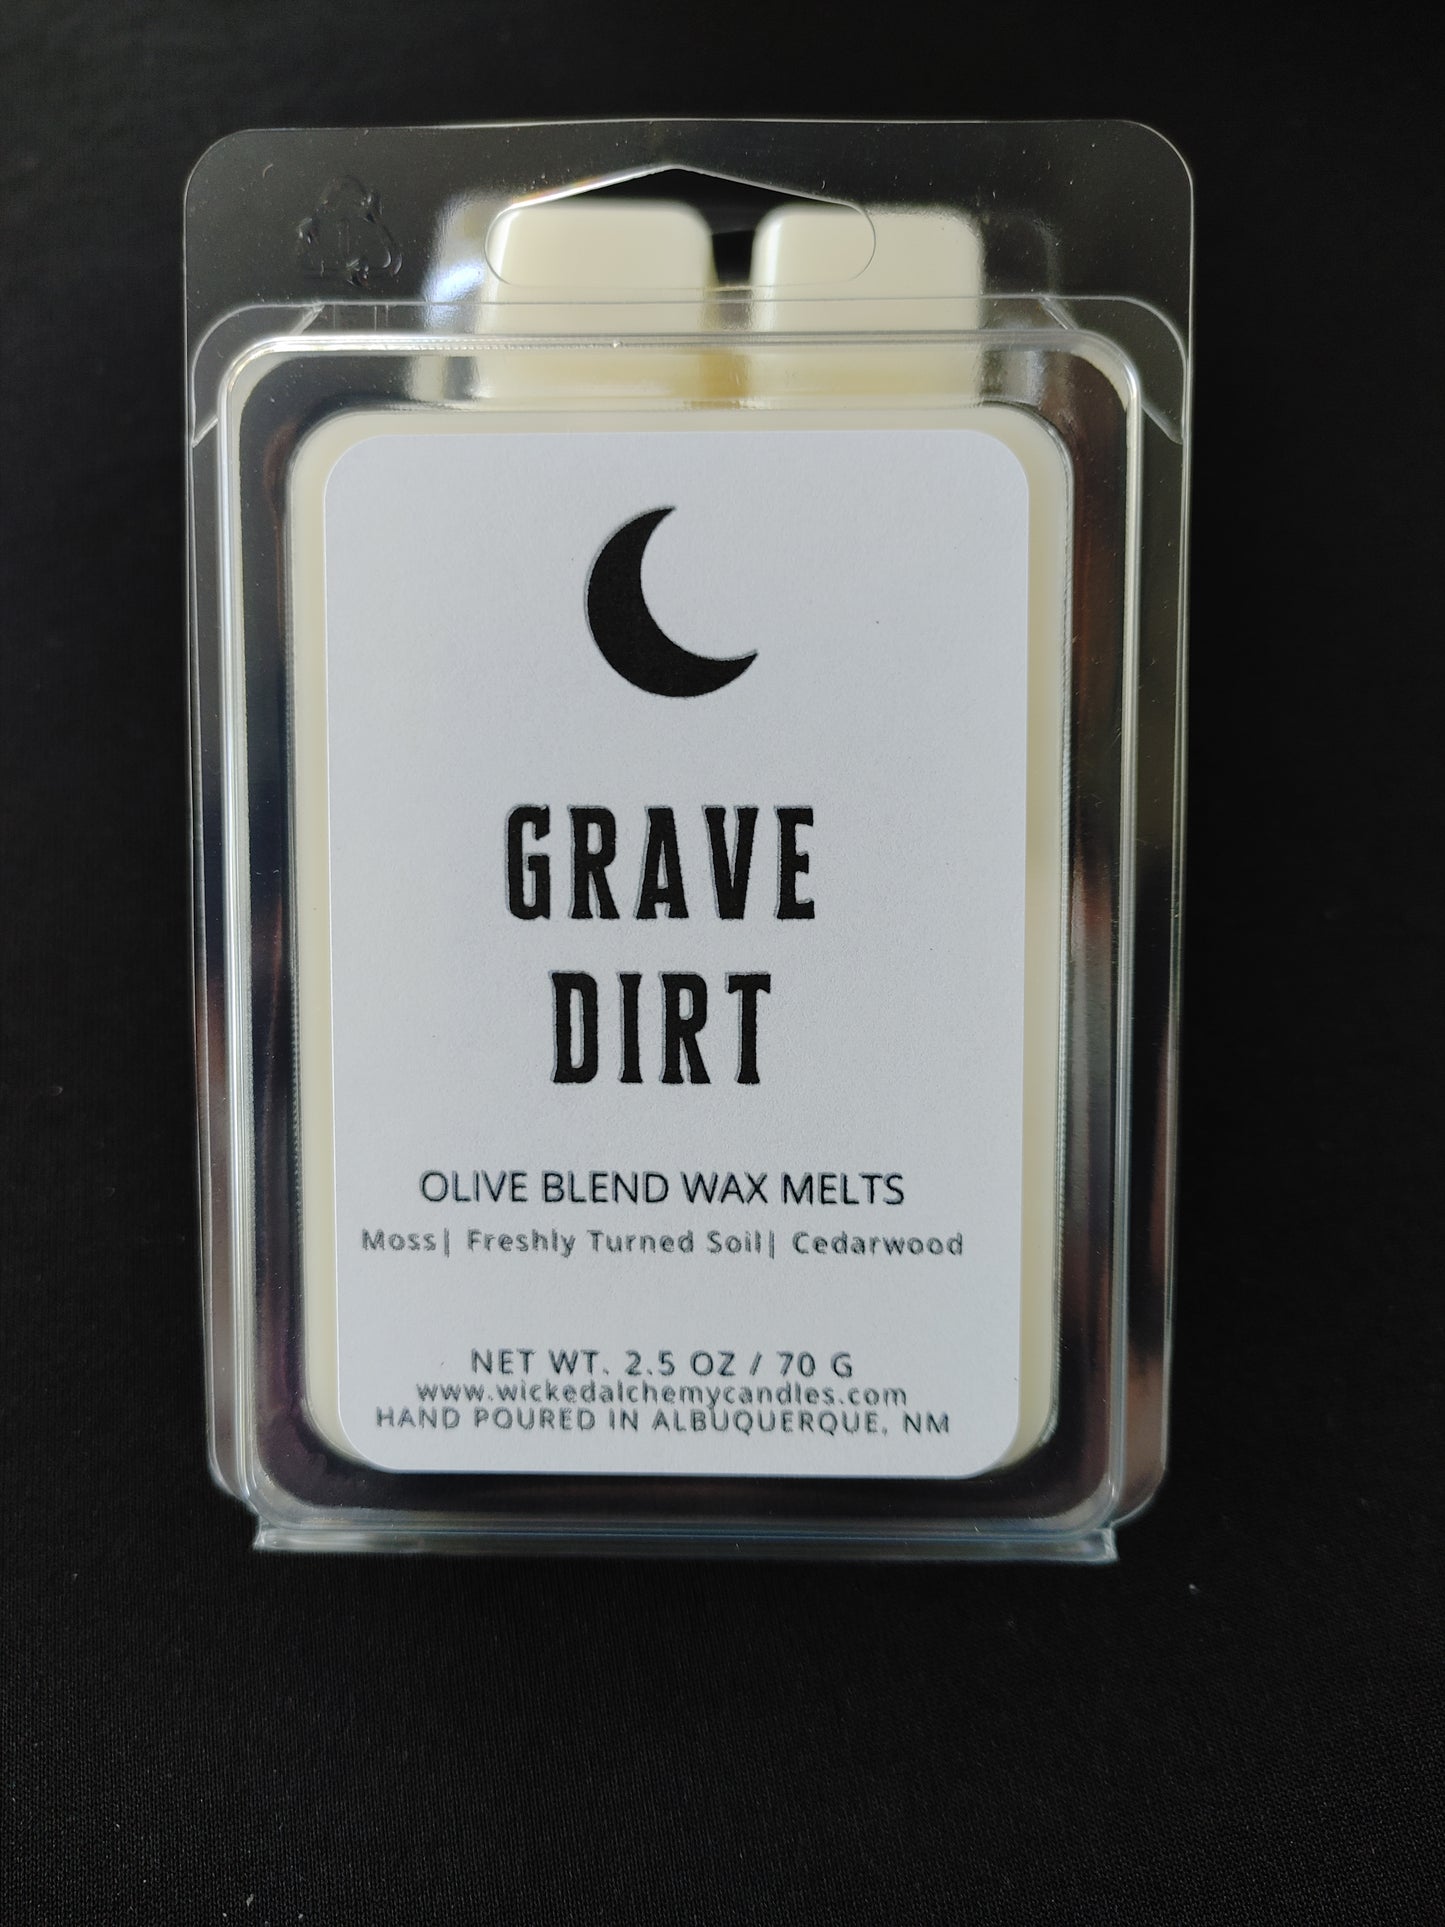 GRAVE
DIRT
OLIVE BLEND WAX MELTS
Moss| Freshly Turned Soil| Cedarwood
NET WT. 2.5 OZ / 70 G
www.wickedalchemycandles.com
HAND POURED IN ALBUQUERQUE, NM